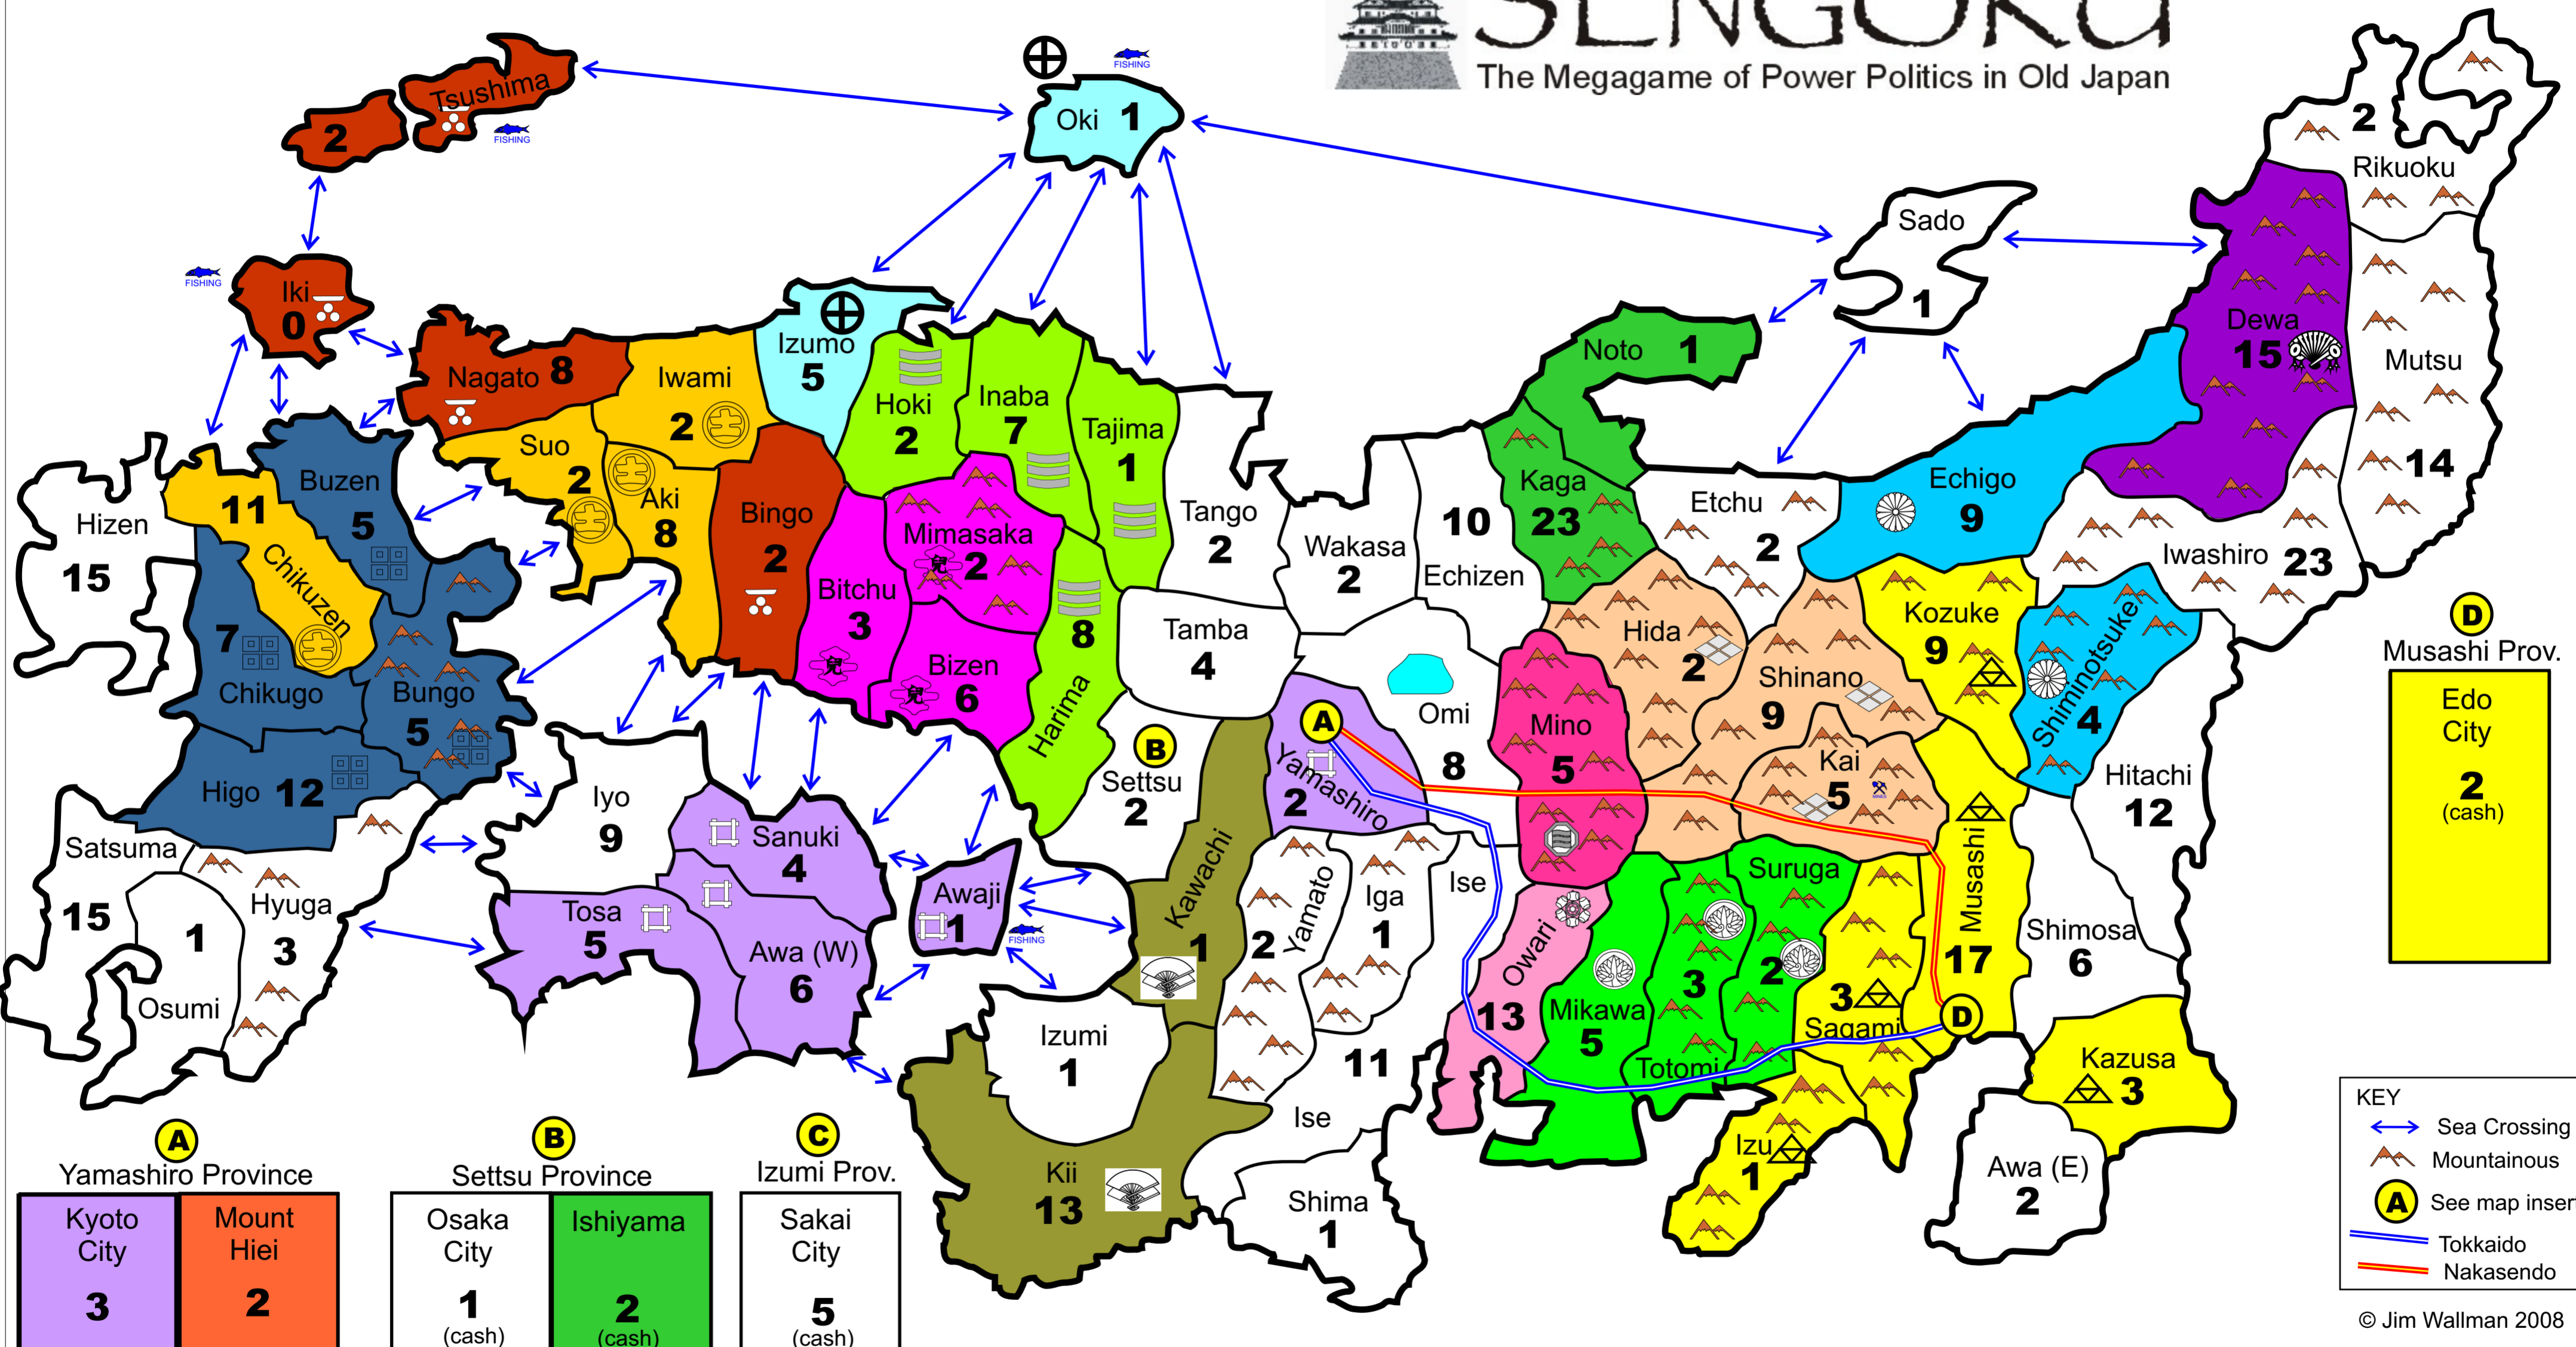 SENGOKU
The Megagame of Power Politics in Old Japan
Tsushima
2
FISHING
FISHING
Oki 1
2
Rikuoku
Sado
1
FISHING
Iki
0
Nagato 8
Iwami
2
Izumo
5
Hoki
2
Inaba
7
Tajima
1
Noto 1
Dewa
15
Mutsu
14
Hizen
15
11
Chikuzen
Buzen
5
Suo
2
Aki
8
Bingo
2
Bitchu
3
Mimasaka
2
Bizen
6
8
Harima
Tango
2
Wakasa
2
10
Echizen
Kaga
23
Etchu
2
Echigo
9
Iwashiro 23
7
Chikugo
Bungo
5
Higo 12
Tamba
4
Omi
8
Hida
2
Shinano
9
Kozuke
9
Shiminotsuke
4
Mino
5
Kai
5
MINES
Hitachi
12
D
Musashi Prov.
Edo
City
2
(cash)
Satsuma
15
1
Osumi
Hyuga
3
Iyo
9
Sanuki
4
Tosa
5
Awa (W)
6
Awaji
1
FISHING
B
Settsu
2
Kawachi
1
A
Yamashiro
2
Yamato
2
Iga
1
Ise
11
Ise
Owari
13
Mikawa
5
3
Totomi
Suruga
2
3
Sagami
Musashi
17
D
Shimosa
6
Kazusa
3
Awa (E)
2
Izu
1
Izumi
1
Kii
13
Shima
1
A
Yamashiro Province
Kyoto
City
3
Mount
Hiei
2
B
Settsu Province
Osaka
City
1
(cash)
Ishiyama
2
(cash)
C
Izumi Prov.
Sakai
City
5
(cash)
KEY
Sea Crossing
Mountainous
A See map inser
Tokkaido
Nakasendo
© Jim Wallman 2008